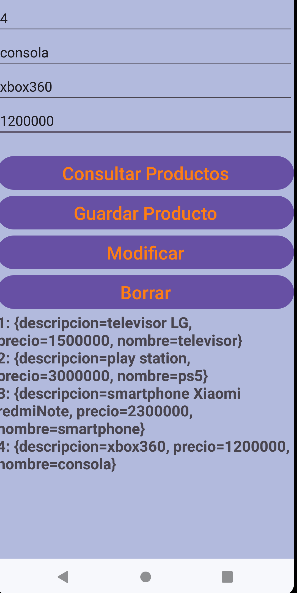 4
consola
xbox360
1200000
Consultar Productos
Guardar Producto
Modificar
Borrar
1: {descripcion=televisor LG,
precio=1500000, nombre=televisor}
2: {descripcion=play station,
precio=3000000, nombre=ps5}
3: {descripcion=smartphone Xiaomi
redmiNote, precio=2300000,
nombre=smartphone}
4: {descripcion=xbox360, precio=1200000,
nombre=consola}